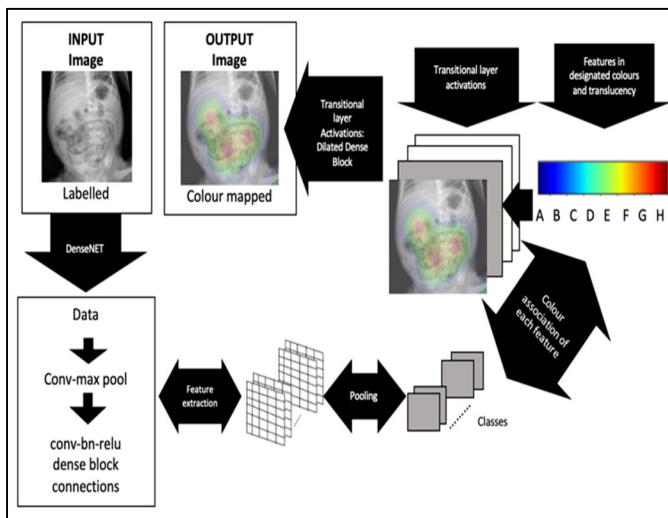 INPUT
Image
Labelled
OUTPUT
Image
Colour mapped
Transitional
layer
Activations:
Dilated Dense
Block
Transitional layer
activations
Features in
designated colours
and translucency
A B C D E F G H
Colour
association of
each feature
DenseNET
Data
Conv-max pool
conv-bn-relu
dense block
connections
Feature
extraction
Pooling
Classes